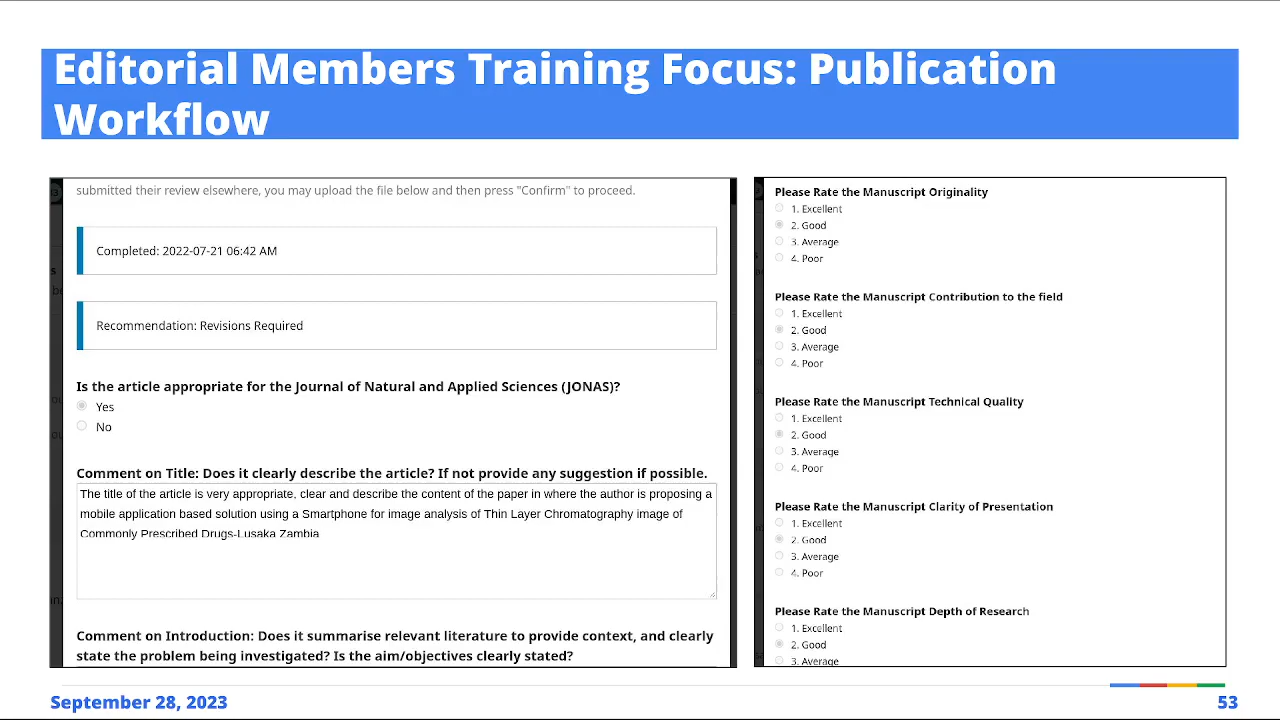 Editorial Members Training Focus: Publication
Workflow
submitted their review elsewhere, you may upload the file below and then press "Confirm" to proceed.
Completed: 2022-07-21 06:42 AM
Recommendation: Revisions Required
Is the article appropriate for the Journal of Natural and Applied Sciences (JONAS)?
Yes
No
Comment on Title: Does it clearly describe the article? If not provide any suggestion if possible.
The title of the article is very appropriate, clear and describe the content of the paper in where the author is proposing a
mobile application based solution using a Smartphone for image analysis of Thin Layer Chromatography image of
Commonly Prescribed Drugs-Lusaka Zambia
Comment on Introduction: Does it summarise relevant literature to provide context, and clearly
state the problem being investigated? Is the aim/objectives clearly stated?
Please Rate the Manuscript Originality
1. Excellent
2. Good
3. Average
4. Poor
Please Rate the Manuscript Contribution to the field
1. Excellent
2. Good
3. Average
4. Poor
Please Rate the Manuscript Technical Quality
1. Excellent
2. Good
3. Average
4. Poor
Please Rate the Manuscript Clarity of Presentation
1. Excellent
2. Good
3. Average
4. Poor
Please Rate the Manuscript Depth of Research
1. Excellent
2. Good
3. Average
September 28, 2023
53